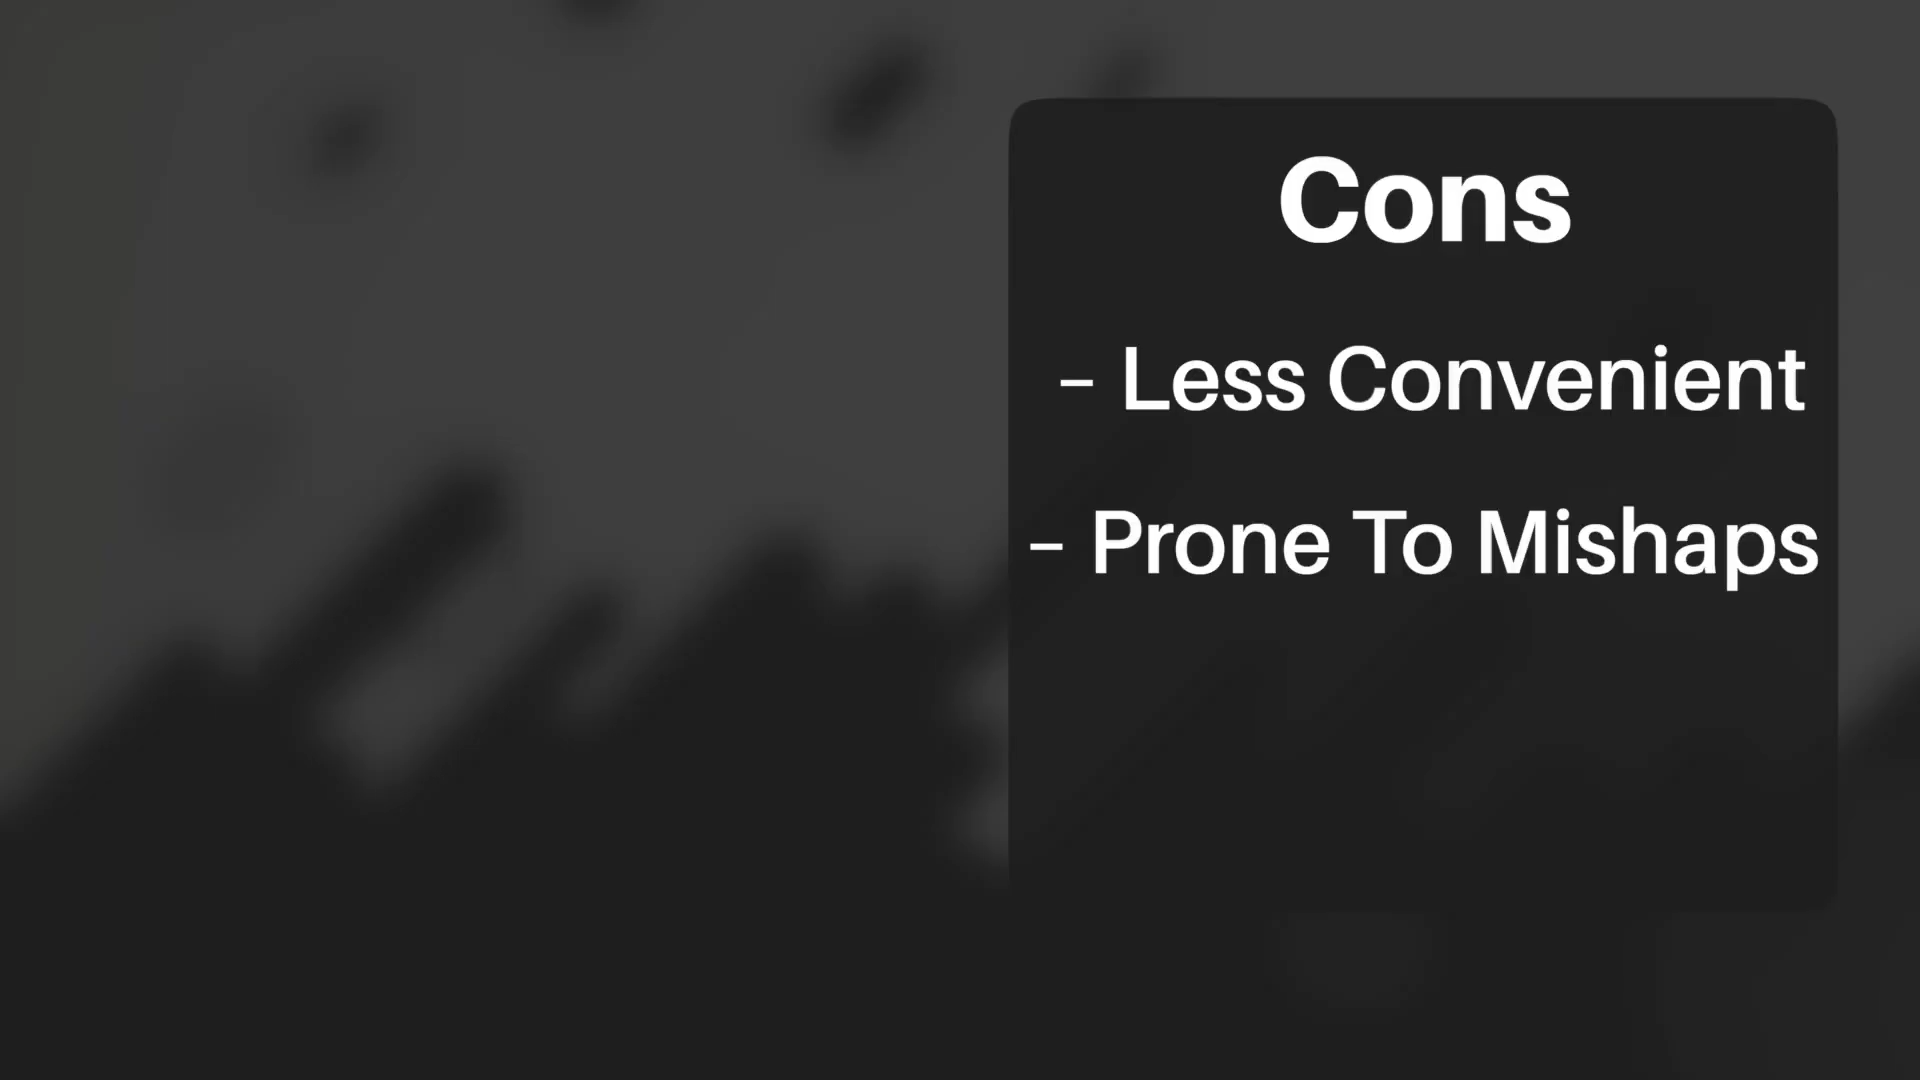 Cons
– Less Convenient
– Prone To Mishaps